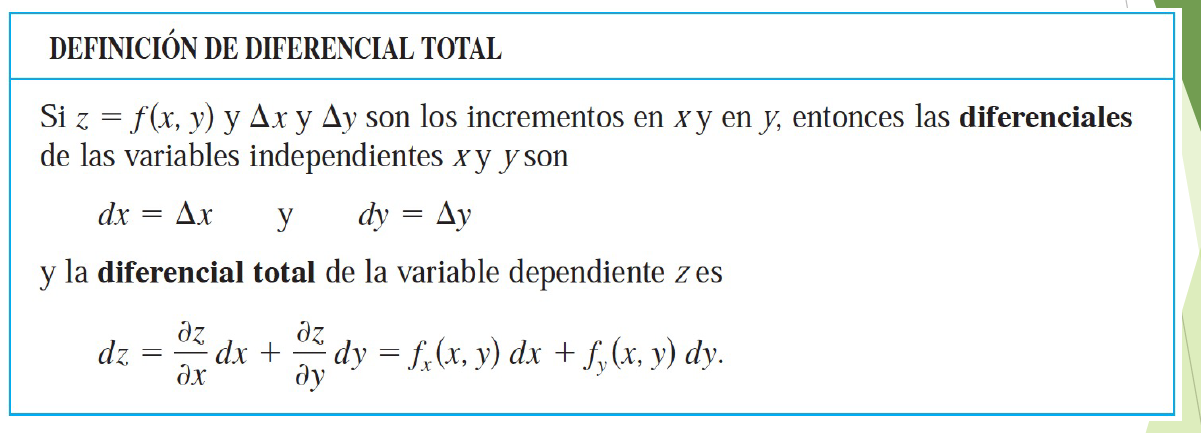 DEFINICIÓN DE DIFERENCIAL TOTAL
Si z = f(x, y) y Δx y Δy son los incrementos en x y en y, entonces las diferenciales
de las variables independientes x y y son
dx = Δx y dy = Δy
y la diferencial total de la variable dependiente z es
dz = ∂z/∂x dx + ∂z/∂y dy = fₓ(x, y) dx + f_y(x, y) dy.